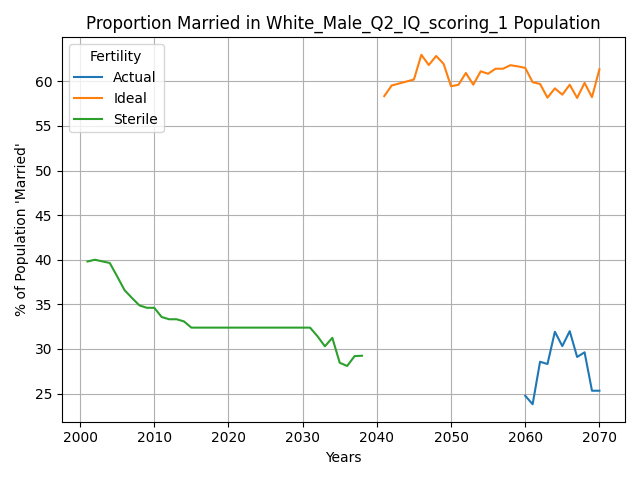 Proportion Married in White_Male_Q2_IQ_scoring_1 Population
Fertility
Actual
Ideal
Sterile
% of Population 'Married'
60
55
50
45
40
35
30
25
2000 2010 2020 2030 2040 2050 2060 2070
Years